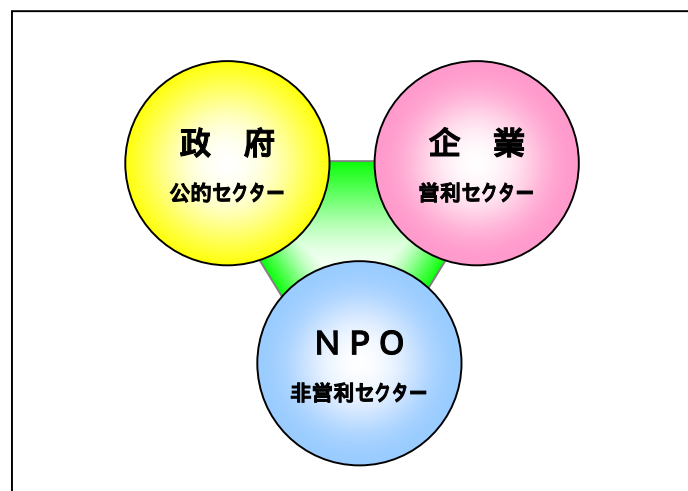 政　府
公的セクター
企　業
営利セクター
ＮＰＯ
非営利セクター